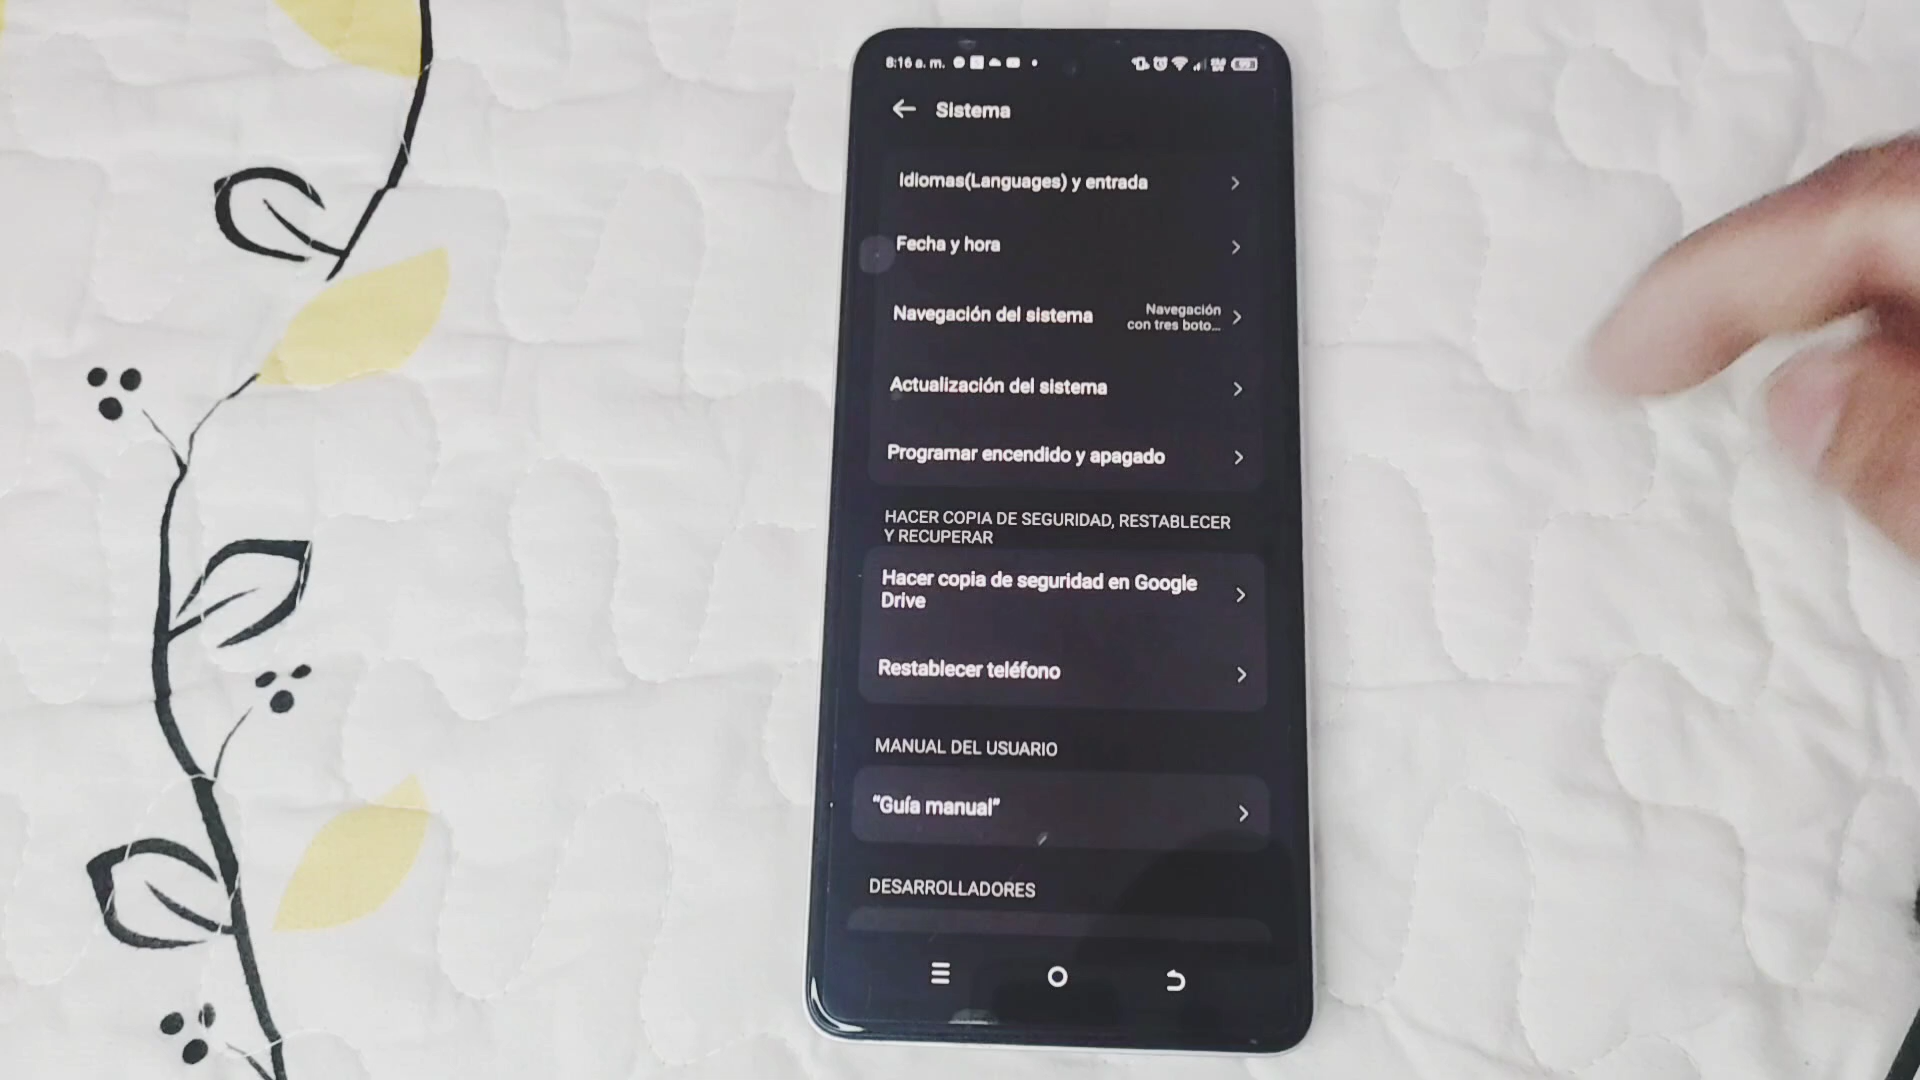 8:16 a. m.
Sistema
Idiomas(Languages) y entrada
Fecha y hora
Navegación del sistema
Navegación
con tres boto...
Actualización del sistema
Programar encendido y apagado
HACER COPIA DE SEGURIDAD, RESTABLECER
Y RECUPERAR
Hacer copia de seguridad en Google
Drive
Restablecer teléfono
MANUAL DEL USUARIO
“Guía manual”
DESARROLLADORES